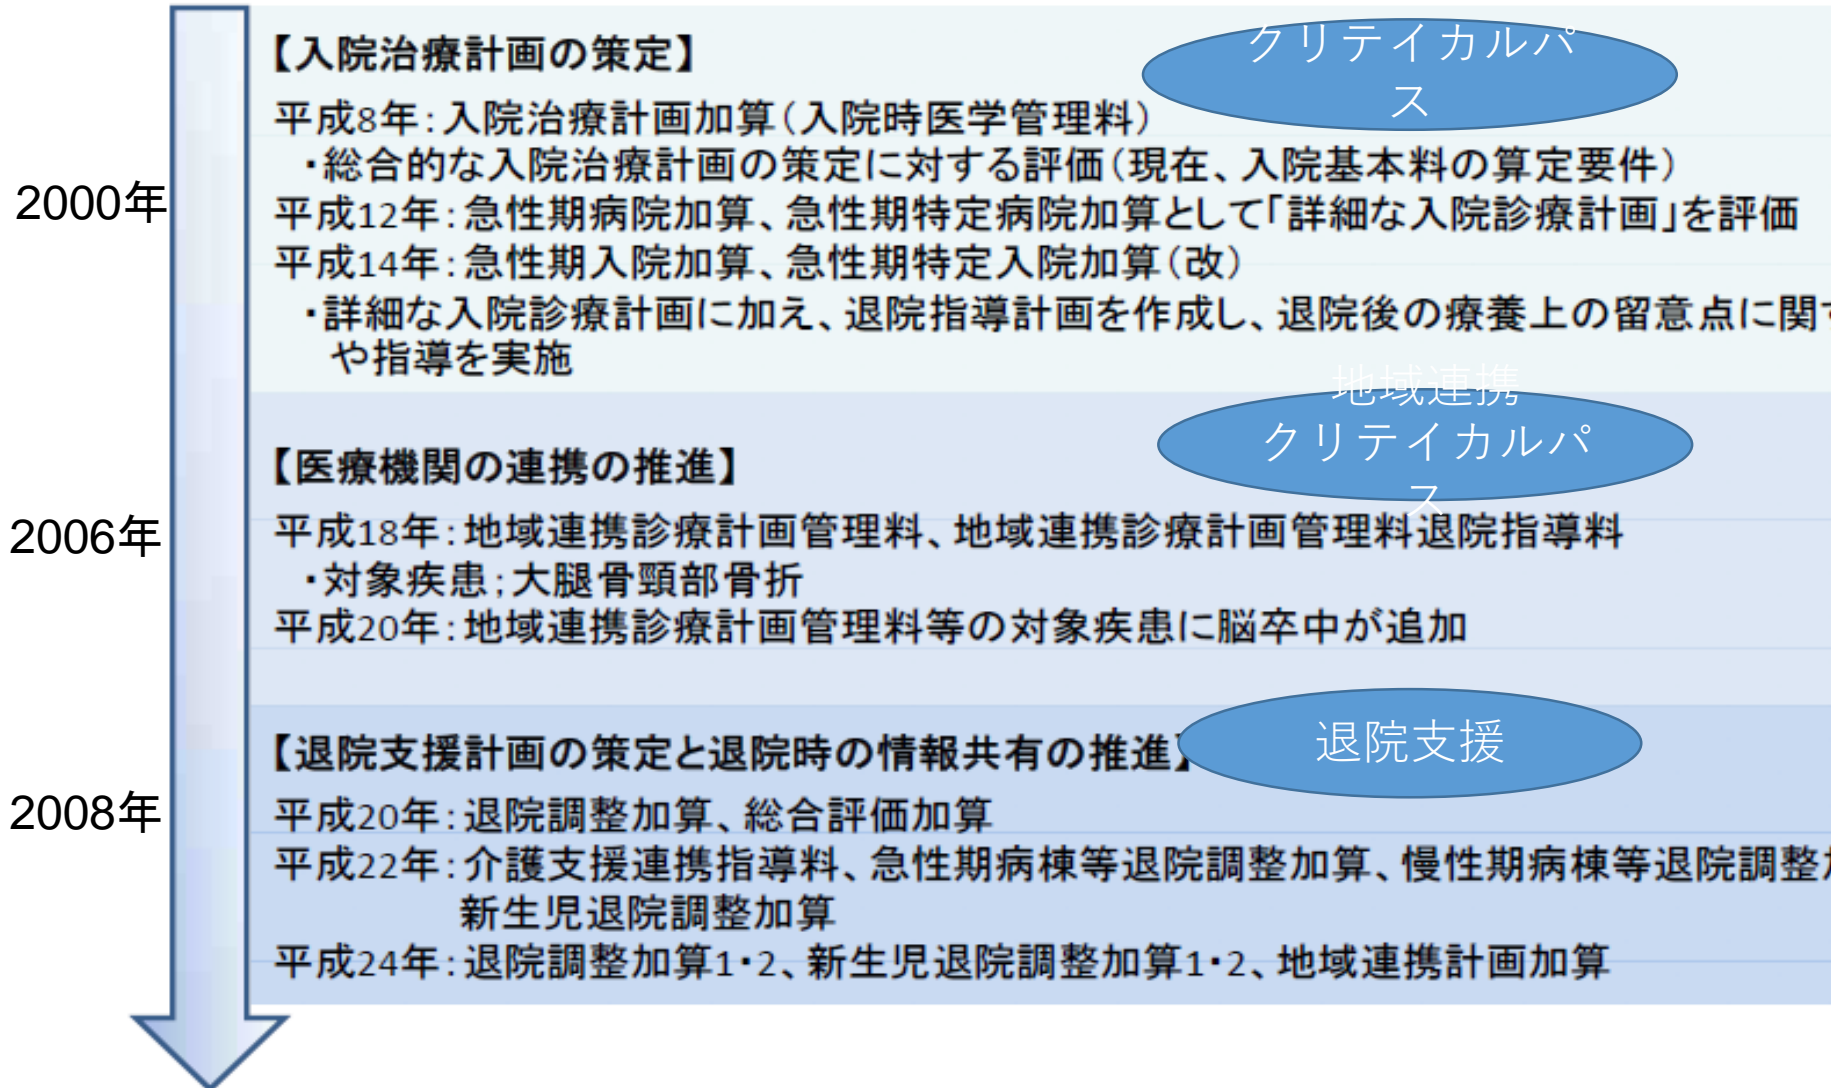 【入院治療計画の策定】
クリテイカルパ
ス
平成8年:入院治療計画加算(入院時医学管理料)
・総合的な入院治療計画の策定に対する評価(現在、入院基本料の算定要件)
2000年
平成12年:急性期病院加算、急性期特定病院加算として「詳細な入院診療計画」を評価
平成14年:急性期入院加算、急性期特定入院加算(改)
・詳細な入院診療計画に加え、退院指導計画を作成し、退院後の療養上の留意点に関す
や指導を実施
地域連携
クリテイカルパ
ス
【医療機関の連携の推進】
2006年
平成18年:地域連携診療計画管理料、地域連携診療計画管理料退院指導料
・対象疾患;大腿骨頸部骨折
平成20年:地域連携診療計画管理料等の対象疾患に脳卒中が追加
【退院支援計画の策定と退院時の情報共有の推進】
退院支援
2008年
平成20年:退院調整加算、総合評価加算
平成22年:介護支援連携指導料、急性期病棟等退院調整加算、慢性期病棟等退院調整加
新生児退院調整加算
平成24年:退院調整加算1・2、新生児退院調整加算1・2、地域連携計画加算